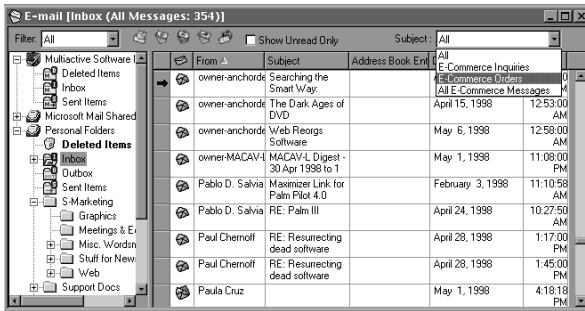 E-mail [Inbox (All Messages: 354)]
Filter: All
Show Unread Only
Subject: All
All
E-Commerce Inquiries
E-Commerce Orders
All E-Commerce Messages
Multiactive Software I
Deleted Items
Inbox
Sent Items
Microsoft Mail Shared
Personal Folders
Deleted Items
Inbox
Outbox
Sent Items
S-Marketing
Graphics
Meetings & E
Misc. Wordsn
Stuff for New
Web
Support Docs
From Subject Address Book Ent
owner-anchorde Searching the
Smart Way:
owner-anchorde The Dark Ages of April 15, 1998 12:53:00
DVD AM
owner-anchorde Web Reorgs May 6, 1998 12:58:00
Software AM
owner-MACAV-L MACAV-L Digest - May 1, 1998 11:08:00
30 Apr 1998 to 1 PM
Pablo D. Salvia Maximizer Link for February 3, 1998 11:10:58
Palm Pilot 4.0 AM
Pablo D. Salvia RE: Palm III April 24, 1998 10:27:50
AM
Paul Chernoff RE: Resurrecting April 28, 1998 1:17:00
dead software PM
Paul Chernoff RE: Resurrecting April 28, 1998 1:45:00
dead software PM
Paula Cruz May 1, 1998 4:18:18
PM